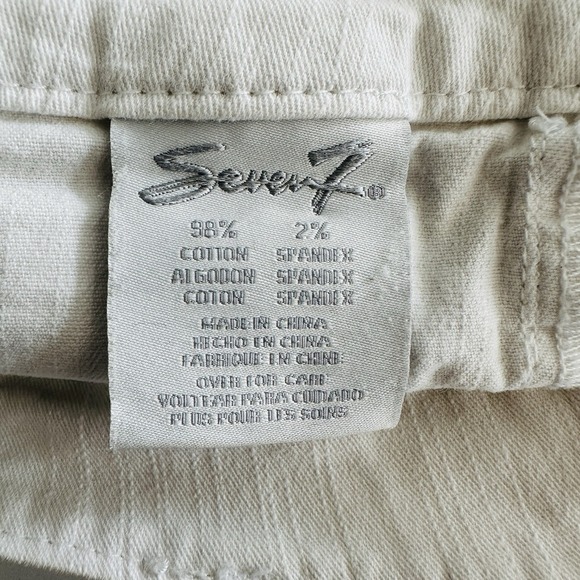 Seven7®
98% 2%
COTTON SPANDEX
ALGODON SPANDEX
COTON SPANDEX
MADE IN CHINA
HECHO EN CHINA
FABRIQUE EN CHINE
OVER FOR CARE
VOLTEAR PARA CUIDADO
PLUS POUR LES SOINS